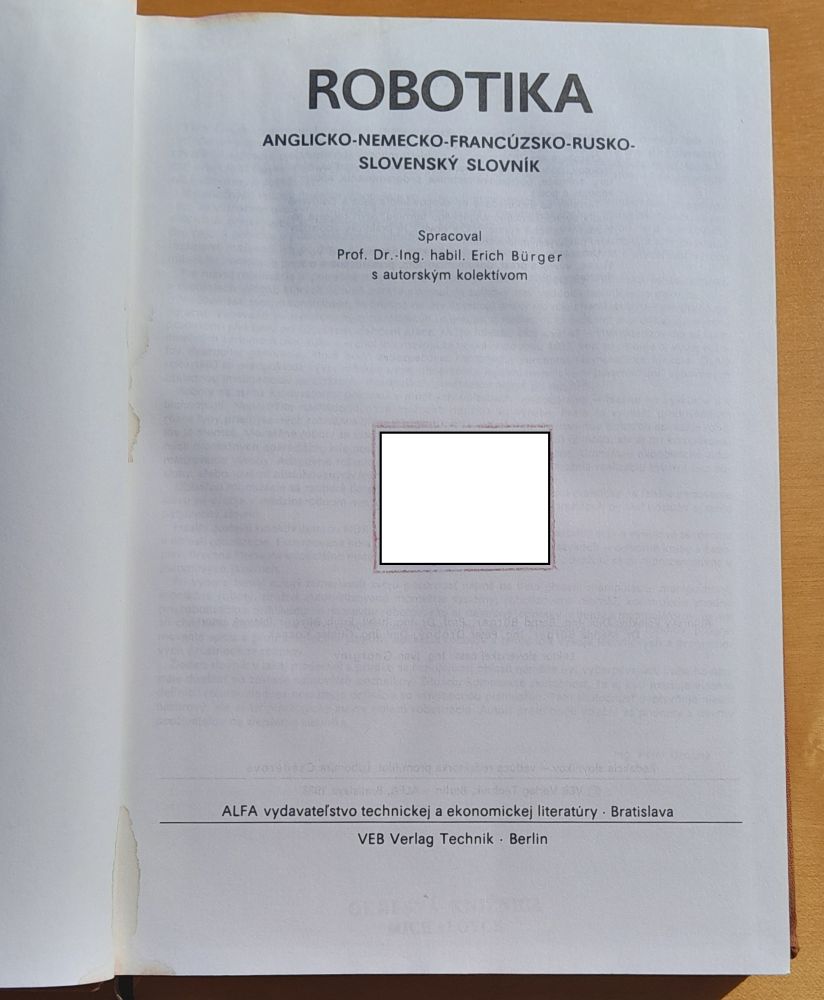 ROBOTIKA
ANGLICKO-NEMECKO-FRANCÚZSKO-RUSKO-
SLOVENSKÝ SLOVNÍK
Spracoval
Prof. Dr.-Ing. habil. Erich Bürger
s autorským kolektívom
ALFA vydavateľstvo technickej a ekonomickej literatúry · Bratislava
VEB Verlag Technik · Berlin